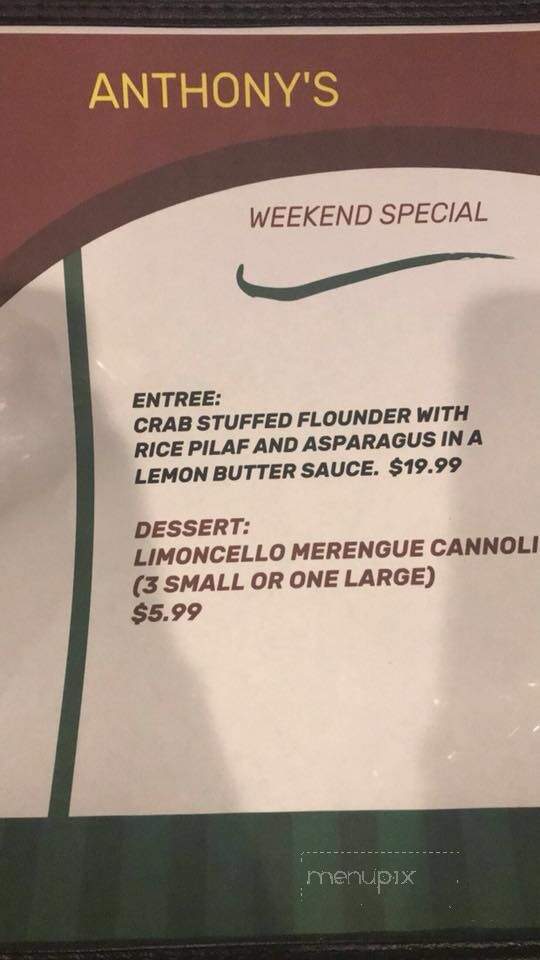 ANTHONY'S
WEEKEND SPECIAL
ENTREE:
CRAB STUFFED FLOUNDER WITH
RICE PILAF AND ASPARAGUS IN A
LEMON BUTTER SAUCE. $19.99
DESSERT:
LIMONCELLO MERENGUE CANNOLI
(3 SMALL OR ONE LARGE)
$5.99
menupix